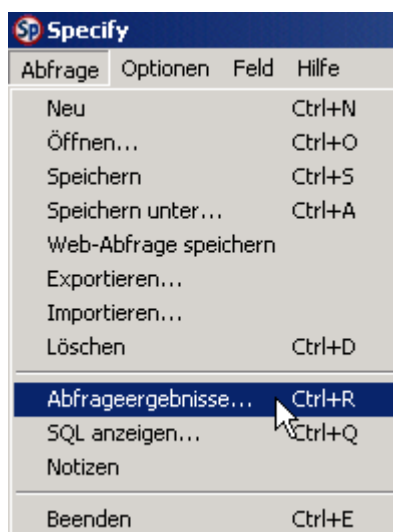 Sp Specify
Abfrage Optionen Feld Hilfe
Neu Ctrl+N
Öffnen... Ctrl+O
Speichern Ctrl+S
Speichern unter... Ctrl+A
Web-Abfrage speichern
Exportieren...
Importieren...
Löschen Ctrl+D
Abfrageergebnisse... Ctrl+R
SQL anzeigen... Ctrl+Q
Notizen
Beenden Ctrl+E